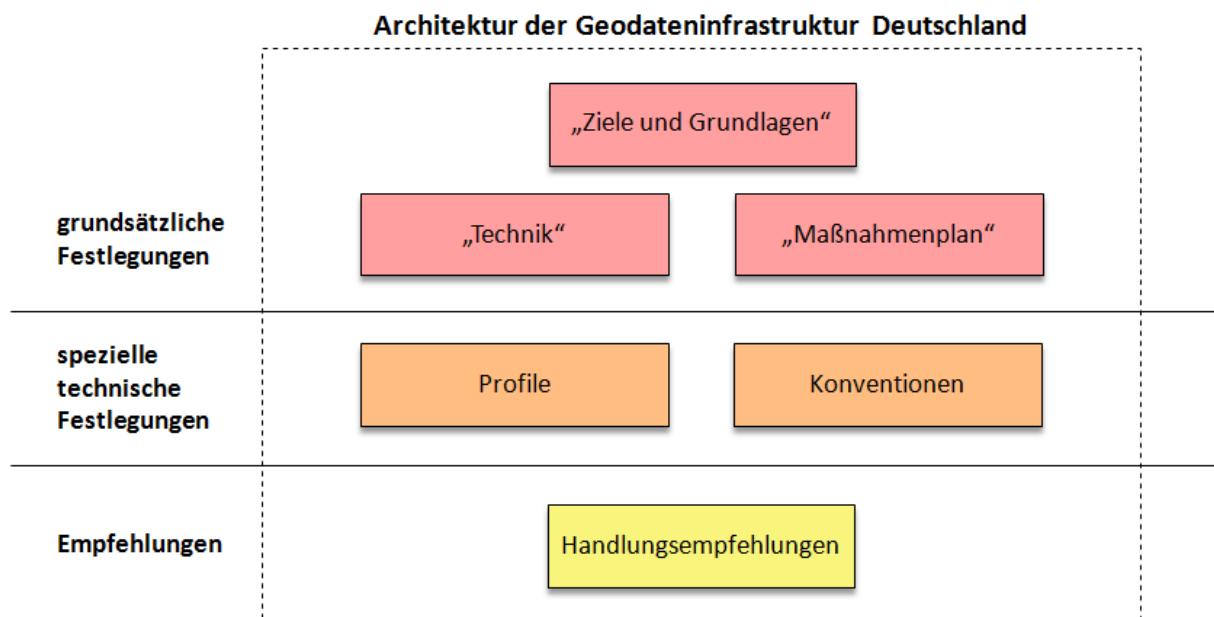 Architektur der Geodateninfrastruktur Deutschland
„Ziele und Grundlagen“
grundsätzliche
Festlegungen
„Technik“
„Maßnahmenplan“
spezielle
technische
Festlegungen
Profile
Konventionen
Empfehlungen
Handlungsempfehlungen